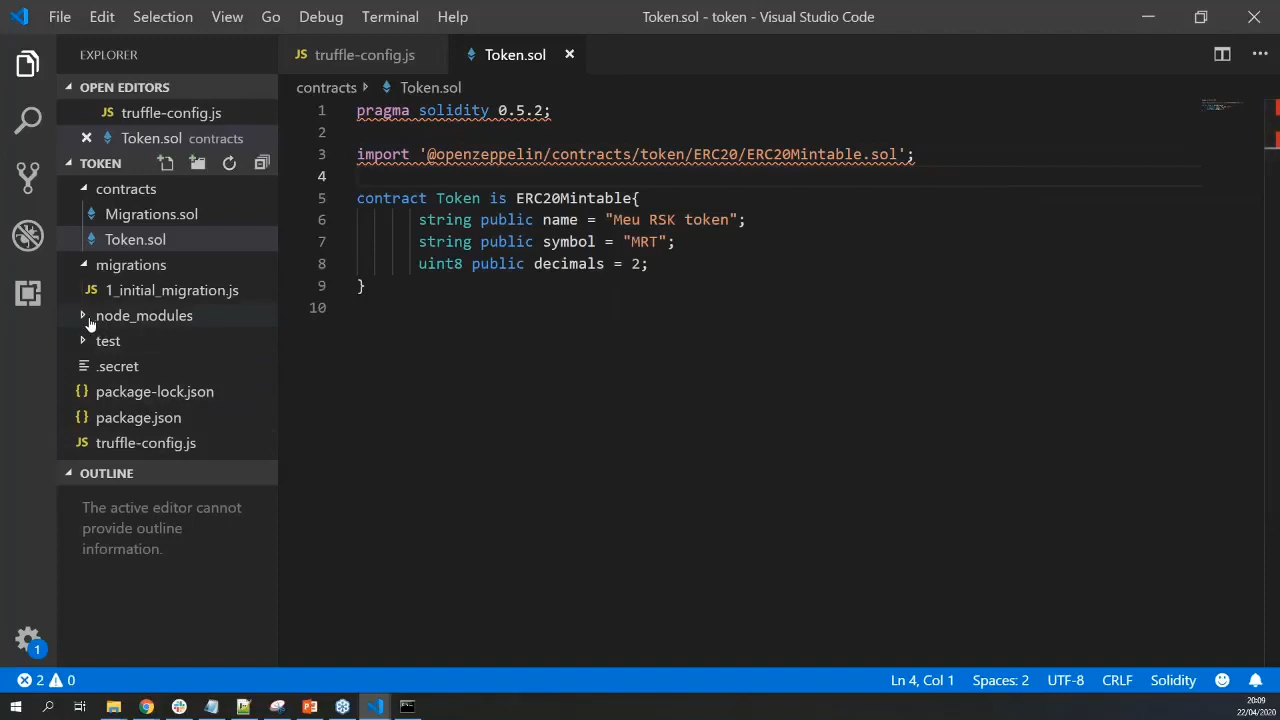 File Edit Selection View Go Debug Terminal Help
Token.sol - token - Visual Studio Code
EXPLORER
OPEN EDITORS
JS truffle-config.js
Token.sol contracts
TOKEN
contracts
Migrations.sol
Token.sol
migrations
JS 1_initial_migration.js
node_modules
test
.secret
{} package-lock.json
{} package.json
JS truffle-config.js
OUTLINE
The active editor cannot
provide outline
information.
JS truffle-config.js
Token.sol
contracts Token.sol
1 pragma solidity 0.5.2;
2
3 import '@openzeppelin/contracts/token/ERC20/ERC20Mintable.sol';
4
5 contract Token is ERC20Mintable{
6 string public name = "Meu RSK token";
7 string public symbol = "MRT";
8 uint8 public decimals = 2;
9 }
10
1
2 0
Ln 4, Col 1 Spaces: 2 UTF-8 CRLF Solidity
20:09
22/04/2020